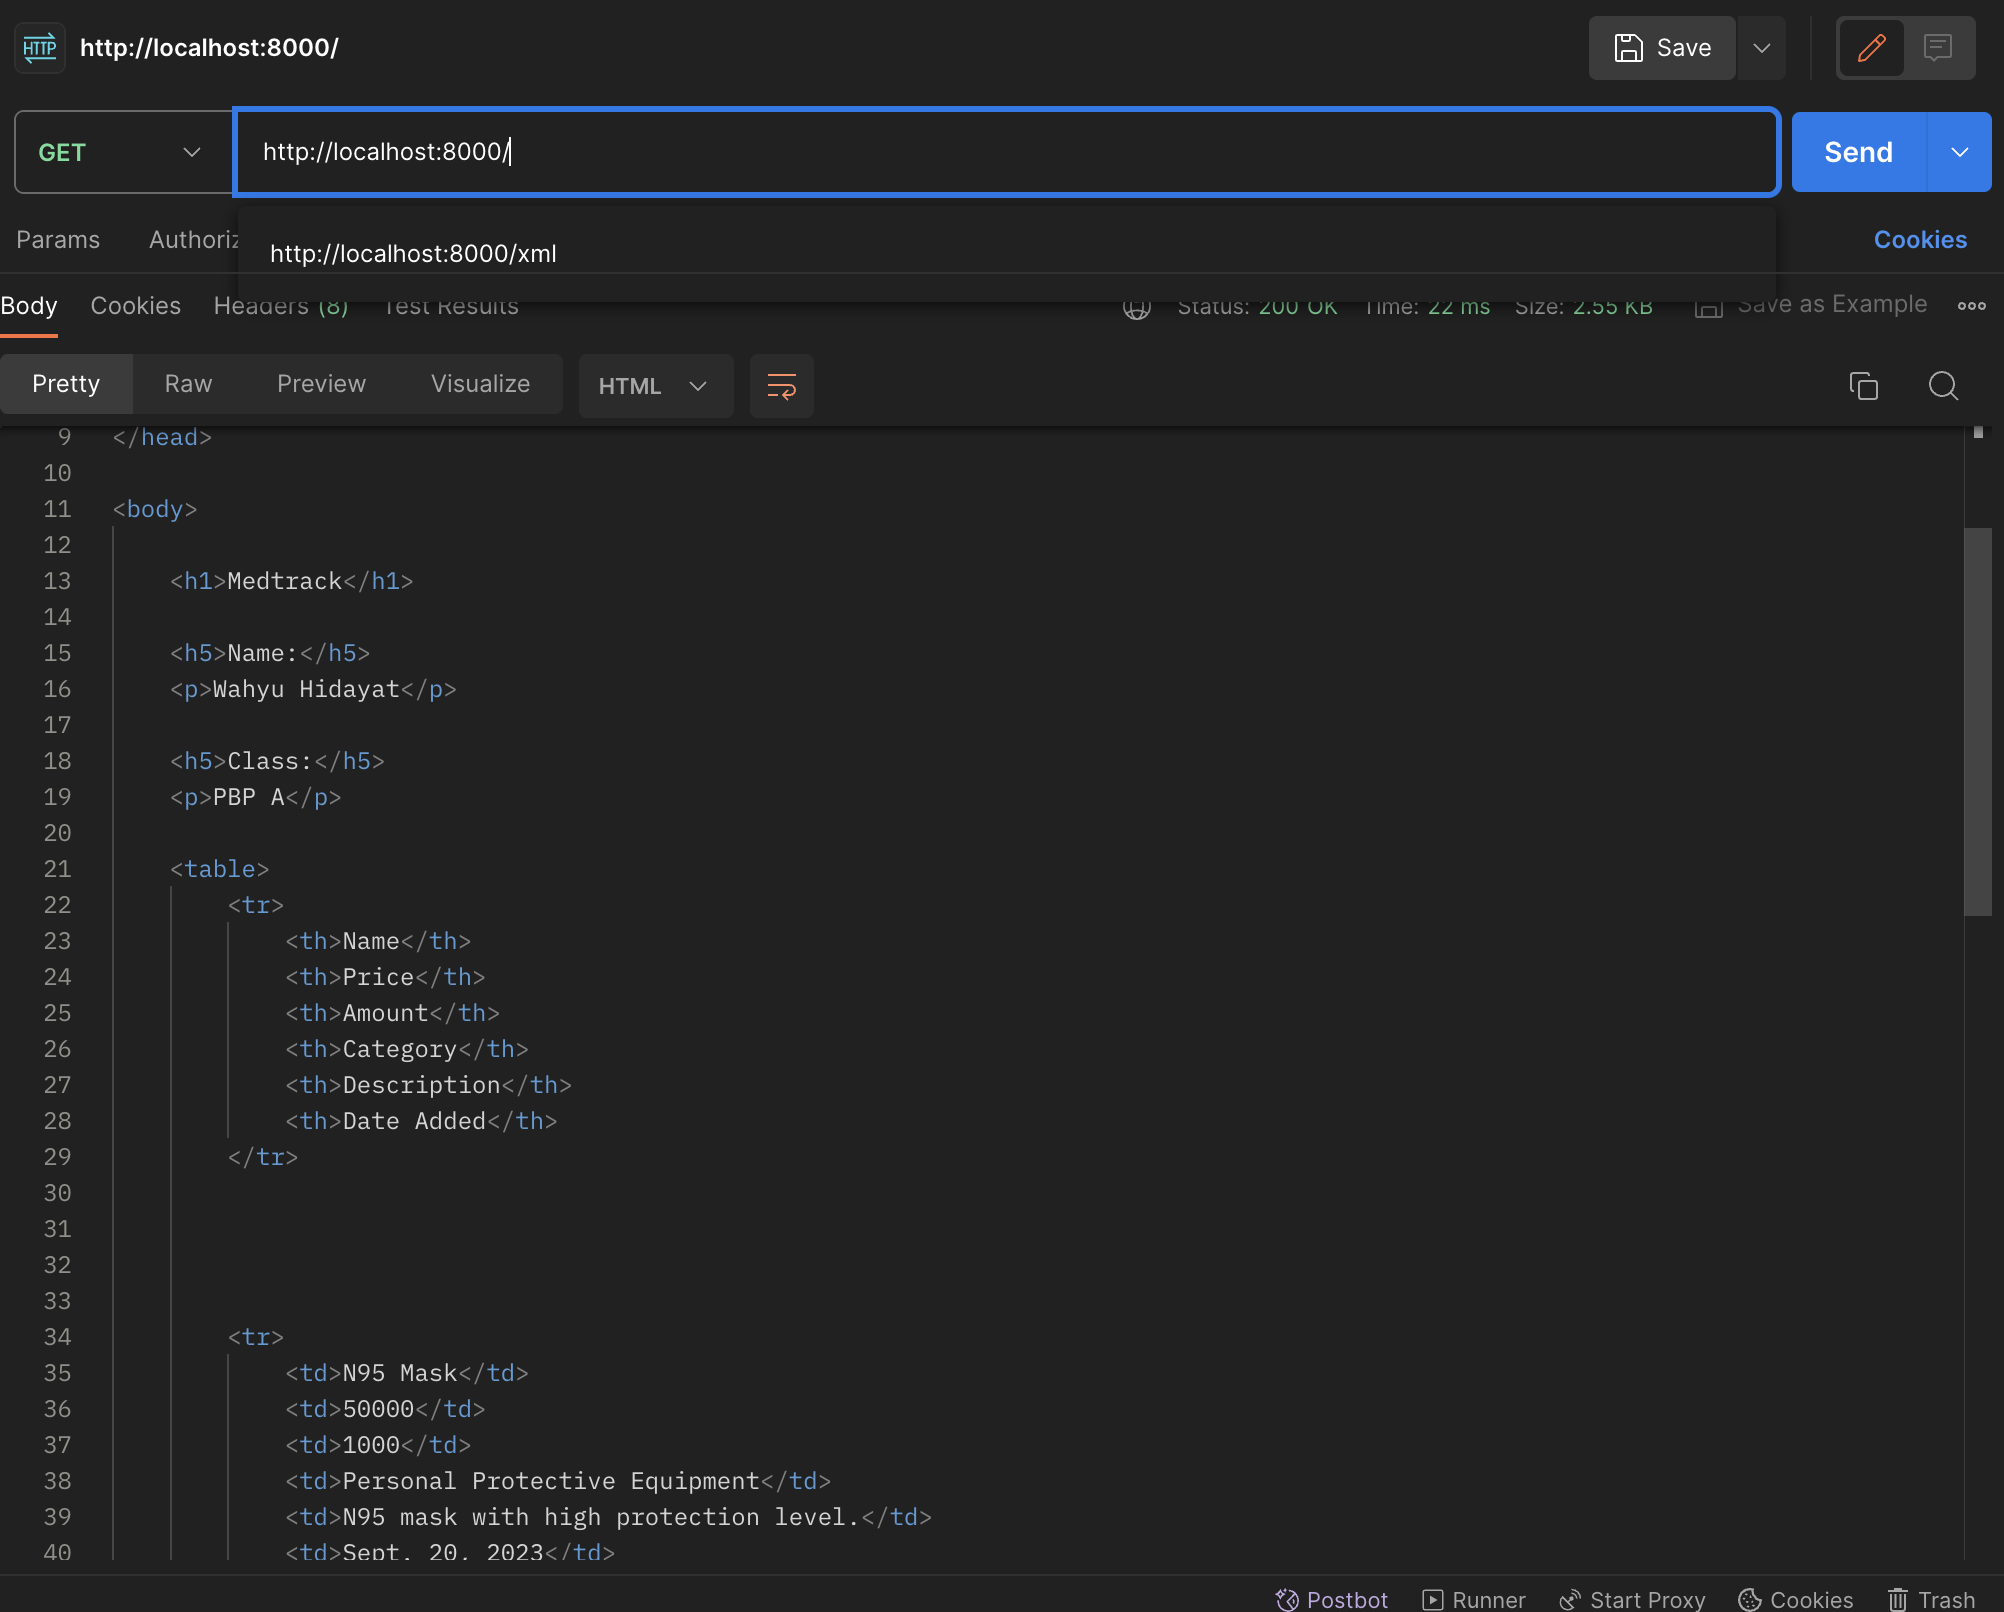 HTTP http://localhost:8000/ Save
GET http://localhost:8000/ Send
Params Authoriz Cookies
http://localhost:8000/xml
Body Cookies Headers (8) Test Results Status: 200 OK Time: 22 ms Size: 2.55 KB Save as Example
Pretty Raw Preview Visualize HTML
9 </head>
10
11 <body>
12
13 <h1>Medtrack</h1>
14
15 <h5>Name:</h5>
16 <p>Wahyu Hidayat</p>
17
18 <h5>Class:</h5>
19 <p>PBP A</p>
20
21 <table>
22 <tr>
23 <th>Name</th>
24 <th>Price</th>
25 <th>Amount</th>
26 <th>Category</th>
27 <th>Description</th>
28 <th>Date Added</th>
29 </tr>
30
31
32
33
34 <tr>
35 <td>N95 Mask</td>
36 <td>50000</td>
37 <td>1000</td>
38 <td>Personal Protective Equipment</td>
39 <td>N95 mask with high protection level.</td>
40 <td>Sept. 20, 2023</td>
Postbot Runner Start Proxy Cookies Trash